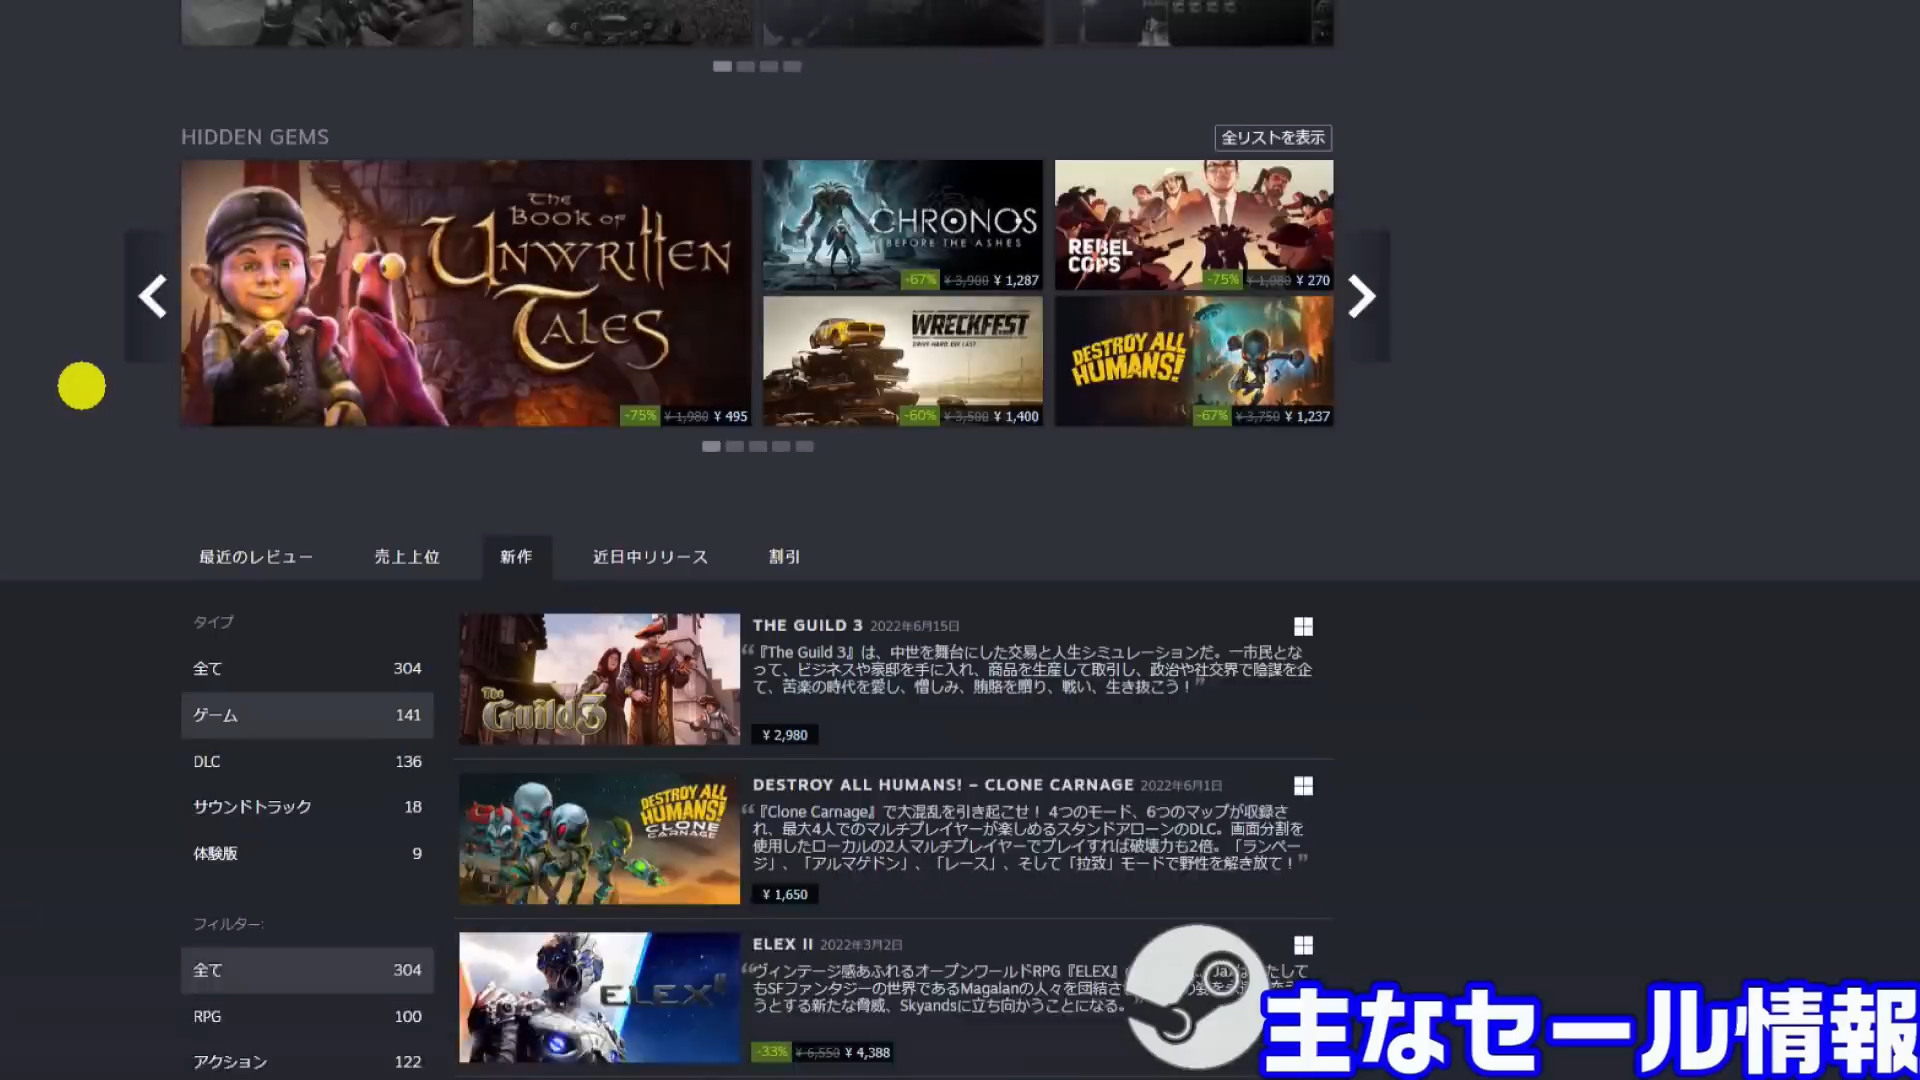 HIDDEN GEMS
全リストを表示
The
BOOK OF
UNWRITTEN
TALES
-75% ¥ 1,980 ¥ 495
CHRONOS
BEFORE THE ASHES
-67% ¥ 3,900 ¥ 1,287
REBEL
COPS
-75% ¥ 1,080 ¥ 270
WRECKFEST
DRIVE HARD. DIE LAST
-60% ¥ 3,500 ¥ 1,400
DESTROY ALL
HUMANS!
-67% ¥ 3,750 ¥ 1,237
最近のレビュー
売上上位
新作
近日中リリース
割引
タイプ
全て 304
ゲーム 141
DLC 136
サウンドトラック 18
体験版 9
フィルター:
全て 304
RPG 100
アクション 122
The
Guild 3
THE GUILD 3 2022年6月15日
“『The Guild 3』は、中世を舞台にした交易と人生シミュレーションだ。一市民とな
って、ビジネスや豪邸を手に入れ、商品を生産して取引し、政治や社交界で陰謀を企
て、苦楽の時代を愛し、憎しみ、賄賂を贈り、戦い、生き抜こう！”
¥ 2,980
DESTROY ALL
HUMANS!
CLONE
CARNAGE
DESTROY ALL HUMANS! – CLONE CARNAGE 2022年6月1日
“『Clone Carnage』で大混乱を引き起こせ！ 4つのモード、6つのマップが収録さ
れ、最大4人でのマルチプレイヤーが楽しめるスタンドアローンのDLC。画面分割を
使用したローカルの2人マルチプレイヤーでプレイすれば破壊力も2倍。「ランペー
ジ」、「アルマゲドン」、「レース」、そして「拉致」モードで野性を解き放て！”
¥ 1,650
ELEX II
ELEX II 2022年3月2日
“ヴィンテージ感あふれるオープンワールドRPG『ELEX』
もSFファンタジーの世界であるMagalanの人々を団結さ
うとする新たな脅威、Skyandsに立ち向かうことになる。
-33% ¥ 6,550 ¥ 4,388
主なセール情報